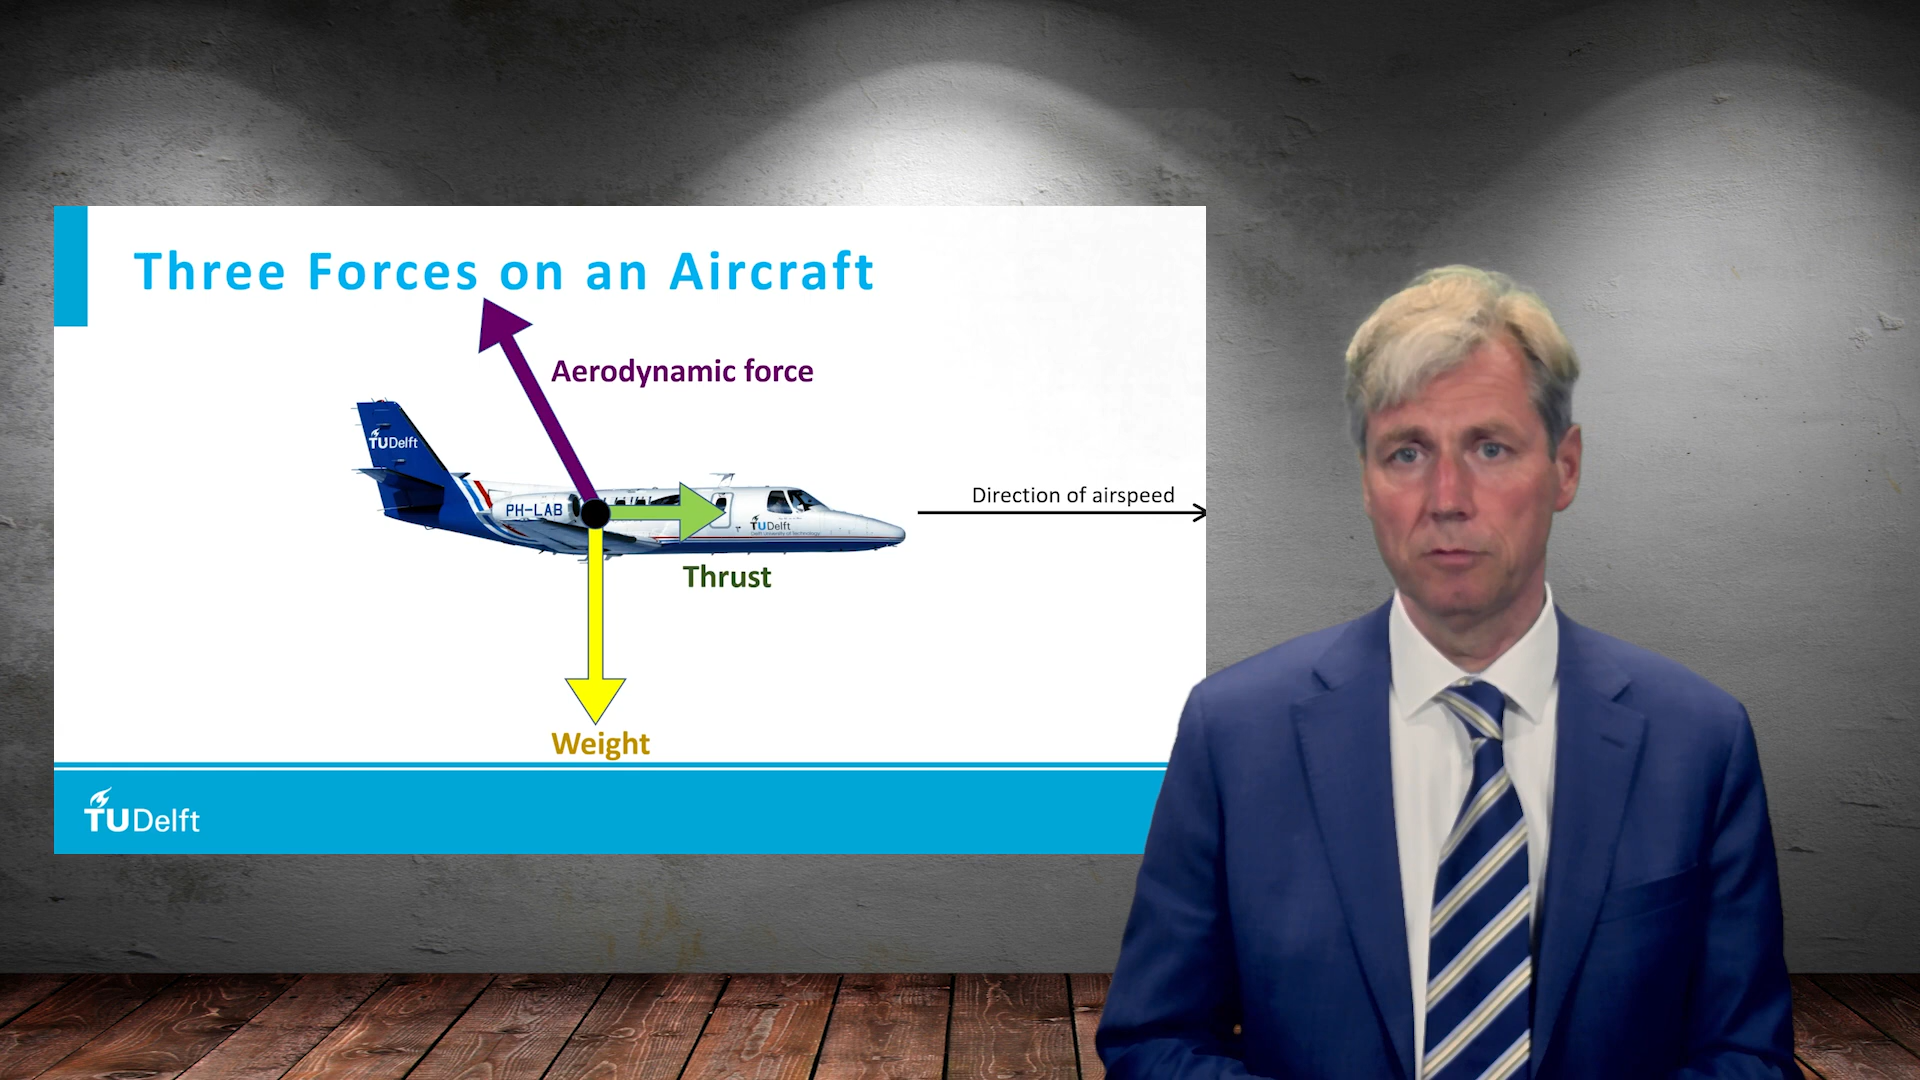 Three Forces on an Aircraft
Aerodynamic force
TUDelft
Direction of airspeed
PH-LAB
TUDelft
Thrust
Weight
TUDelft